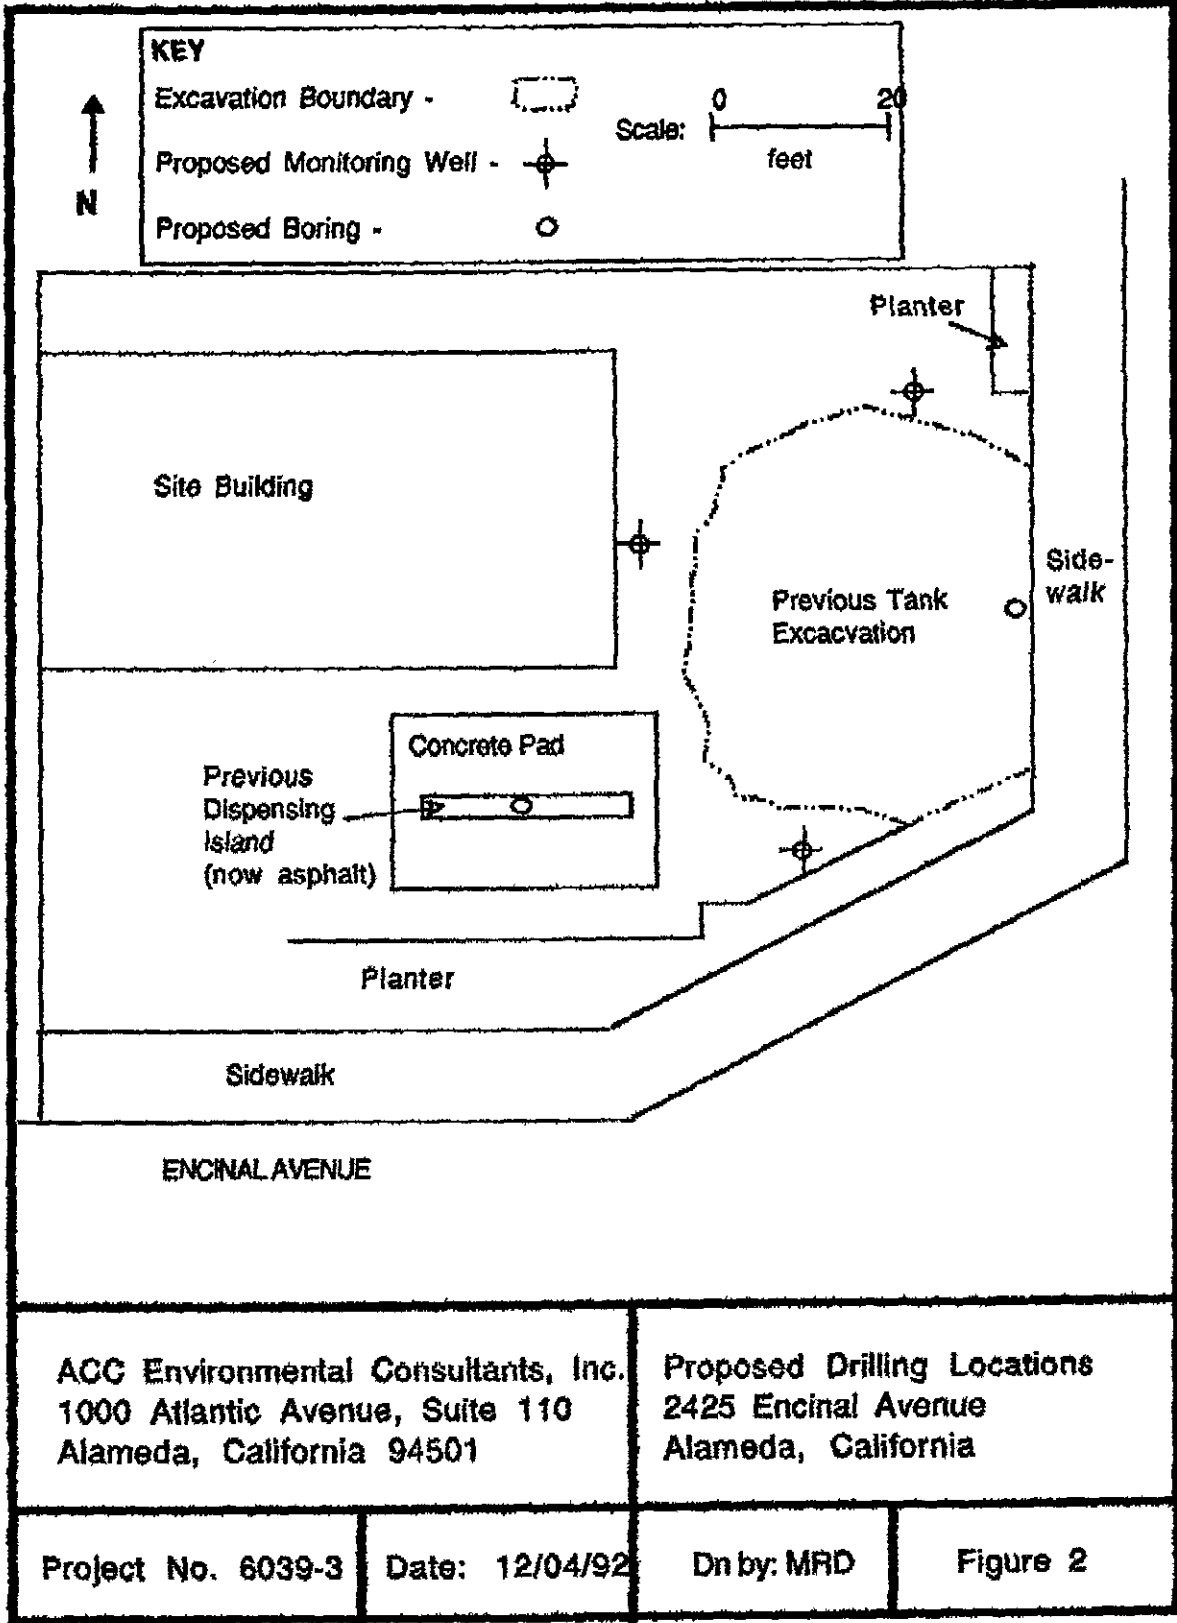 KEY
Excavation Boundary -
Proposed Monitoring Well -
Proposed Boring -
Scale:
0 20
feet
N
Planter
Site Building
Side-
walk
Previous Tank
Excacvation
Concrete Pad
Previous
Dispensing
Island
(now asphalt)
Planter
Sidewalk
ENCINAL AVENUE
ACC Environmental Consultants, Inc.
1000 Atlantic Avenue, Suite 110
Alameda, California 94501
Proposed Drilling Locations
2425 Encinal Avenue
Alameda, California
Project No. 6039-3
Date: 12/04/92
Dn by: MRD
Figure 2